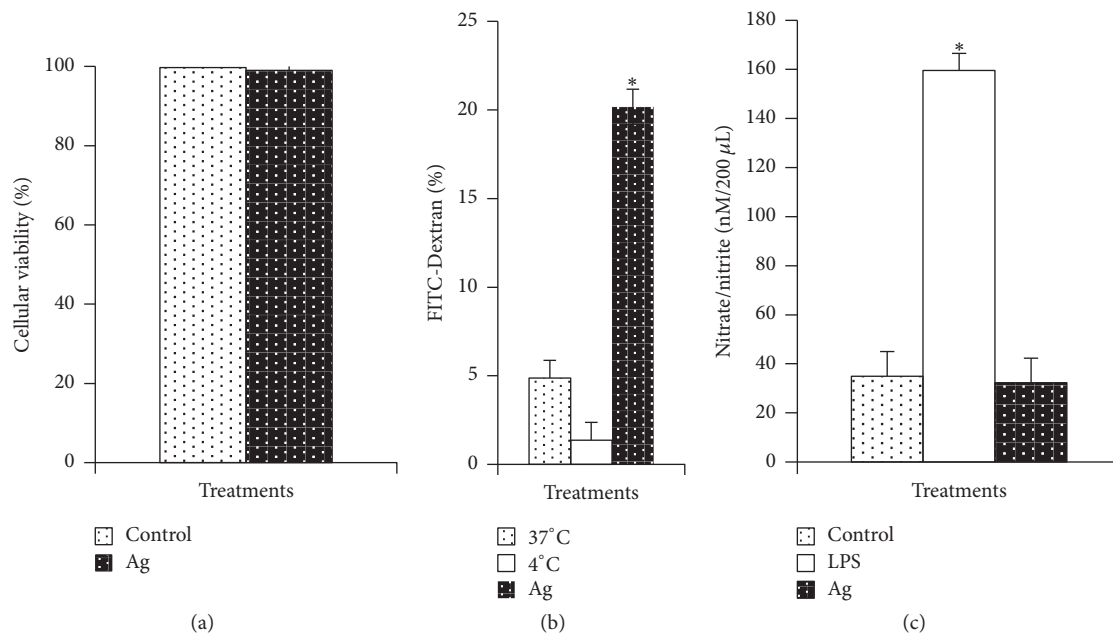 Cellular viability (%)
100
80
60
40
20
0
Treatments
Control
Ag
(a)
FITC-Dextran (%)
25
20
15
10
5
0
*
Treatments
37°C
4°C
Ag
(b)
Nitrate/nitrite (nM/200 μL)
180
160
140
120
100
80
60
40
20
0
*
Treatments
Control
LPS
Ag
(c)